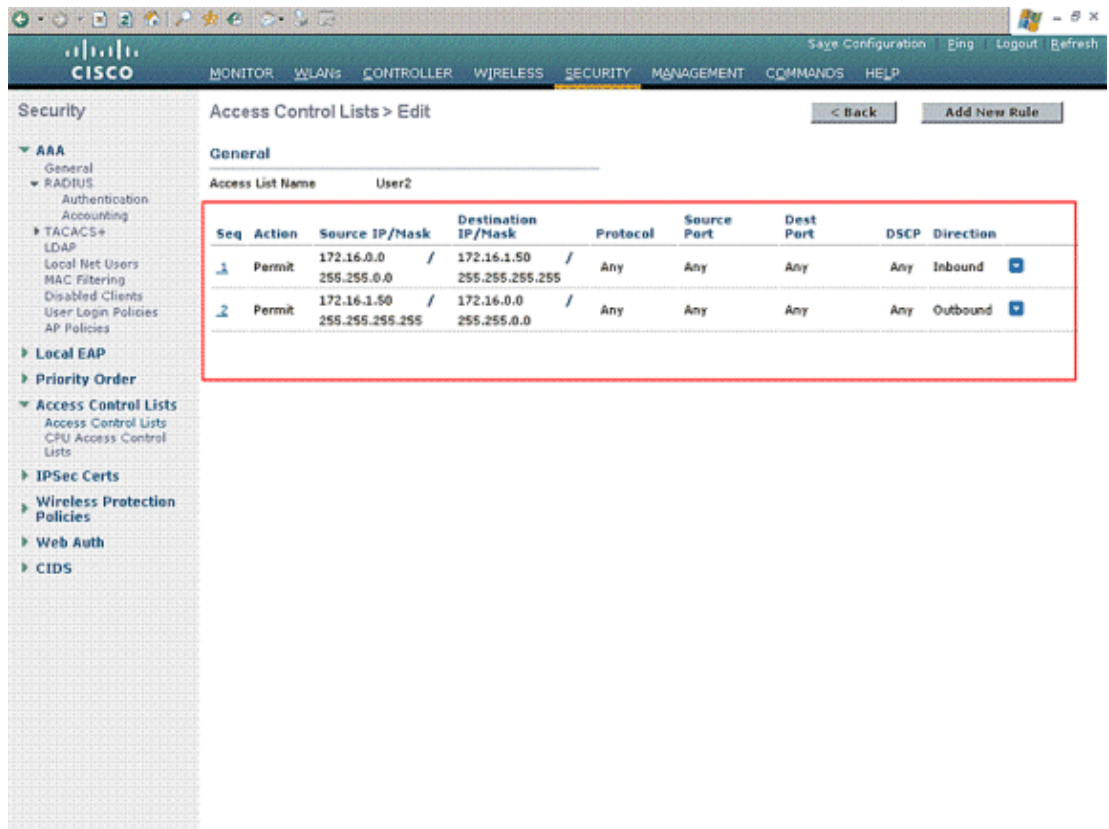 Save Configuration | Ping | Logout | Refresh
CISCO
MONITOR WLANs CONTROLLER WIRELESS SECURITY MANAGEMENT COMMANDS HELP
Security
AAA
General
RADIUS
Authentication
Accounting
TACACS+
LDAP
Local Net Users
MAC Filtering
Disabled Clients
User Login Policies
AP Policies
Local EAP
Priority Order
Access Control Lists
Access Control Lists
CPU Access Control
Lists
IPSec Certs
Wireless Protection
Policies
Web Auth
CIDS
Access Control Lists > Edit
< Back
Add New Rule
General
Access List Name User2
Seq Action Source IP/Mask Destination IP/Mask Protocol Source Port Dest Port DSCP Direction
1 Permit 172.16.0.0 / 255.255.0.0 172.16.1.50 / 255.255.255.255 Any Any Any Any Inbound
2 Permit 172.16.1.50 / 255.255.255.255 172.16.0.0 / 255.255.0.0 Any Any Any Any Outbound